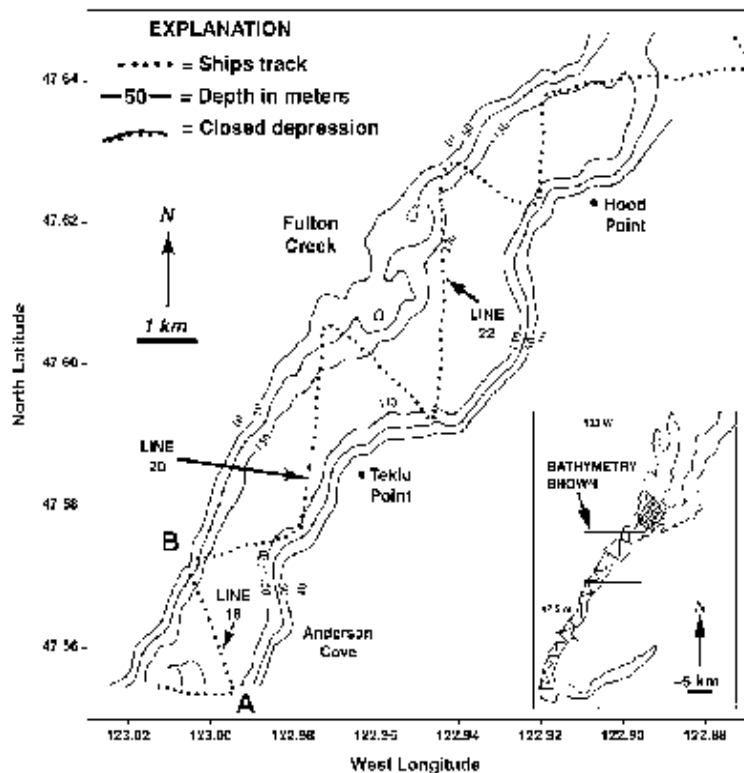 EXPLANATION
= Ships track
50 = Depth in meters
= Closed depression
47 64
47.62
47 60
47 58
47 56
North Latitude
N
1 km
Fulton
Creek
Hood
Point
LINE
22
LINE
20
Teklu
Point
B
LINE
18
Anderson
Cove
A
110
BATHYMETRY
SHOWN
N
5 km
123.02
123.00
122.98
122.96
122.94
122.92
122.90
122.88
West Longitude